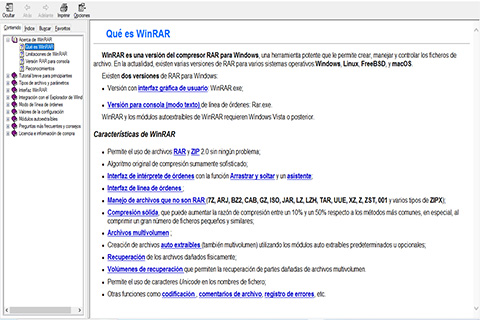 Ocultar Atrás Adelante Imprimir Opciones
Contenido Índice Buscar Favoritos
Acerca de WinRAR
Qué es WinRAR
Limitaciones de WinRAR
Versión RAR para consola
Reconocimientos
Tutorial breve para principiantes
Tipos de archivo y parámetros
Interfaz WinRAR
Integración con el Explorador de Wind
Modo de línea de órdenes
Valores de la configuración
Módulos autoextraíbles
Preguntas más frecuentes y consejos
Licencia e información de compra
Qué es WinRAR
WinRAR es una versión del compresor RAR para Windows, una herramienta potente que le permite crear, manejar y controlar los ficheros de
archivo. En la actualidad, existen varias versiones de RAR para varios sistemas operativos Windows, Linux, FreeBSD, y macOS.
Existen dos versiones de RAR para Windows:
• Versión con interfaz gráfica de usuario: WinRAR.exe;
• Versión para consola (modo texto) de línea de órdenes: Rar.exe.
WinRAR y los módulos autoextraibles de WinRAR requieren Windows Vista o posterior.
Características de WinRAR
• Permite el uso de archivos RAR y ZIP 2.0 sin ningún problema;
• Algoritmo original de compresión sumamente sofisticado;
• Interfaz de intérprete de órdenes con la función Arrastrar y soltar y un asistente;
• Interfaz de línea de órdenes ;
• Manejo de archivos que no son RAR (7Z, ARJ, BZ2, CAB, GZ, ISO, JAR, LZ, LZH, TAR, UUE, XZ, Z, ZST, 001 y varios tipos de ZIPX);
• Compresión sólida, que puede aumentar la razón de compresión entre un 10% y un 50% respecto a los métodos más comunes, en especial, al
comprimir un gran número de ficheros pequeños y similares;
• Archivos multivolumen ;
• Creación de archivos auto extraíbles (también multivolumen) utilizando los módulos auto extraíbles predeterminados u opcionales;
• Recuperación de los archivos dañados físicamente;
• Volúmenes de recuperación que permiten la recuperación de partes dañadas de archivos multivolumen.
• Permite el uso de caracteres Unicode en los nombres de fichero;
• Otras funciones como codificación , comentarios de archivo, registro de errores, etc.